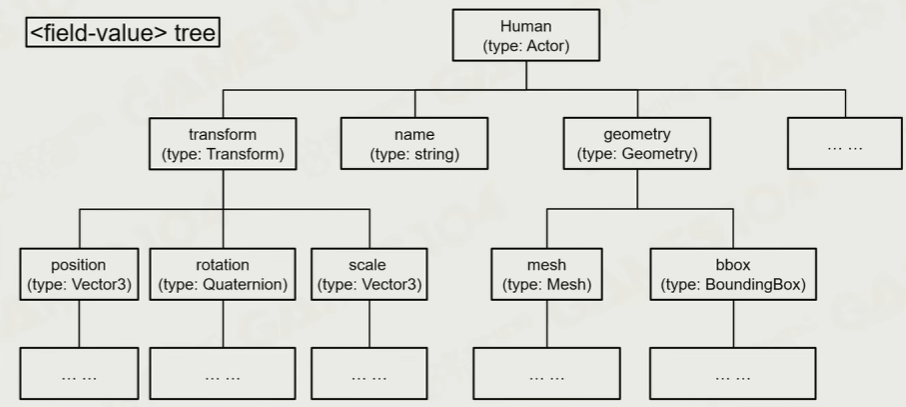 <field-value> tree
Human
(type: Actor)
transform
(type: Transform)
name
(type: string)
geometry
(type: Geometry)
... ...
position
(type: Vector3)
rotation
(type: Quaternion)
scale
(type: Vector3)
mesh
(type: Mesh)
bbox
(type: BoundingBox)
... ...
... ...
... ...
... ...
... ...
GAMES104